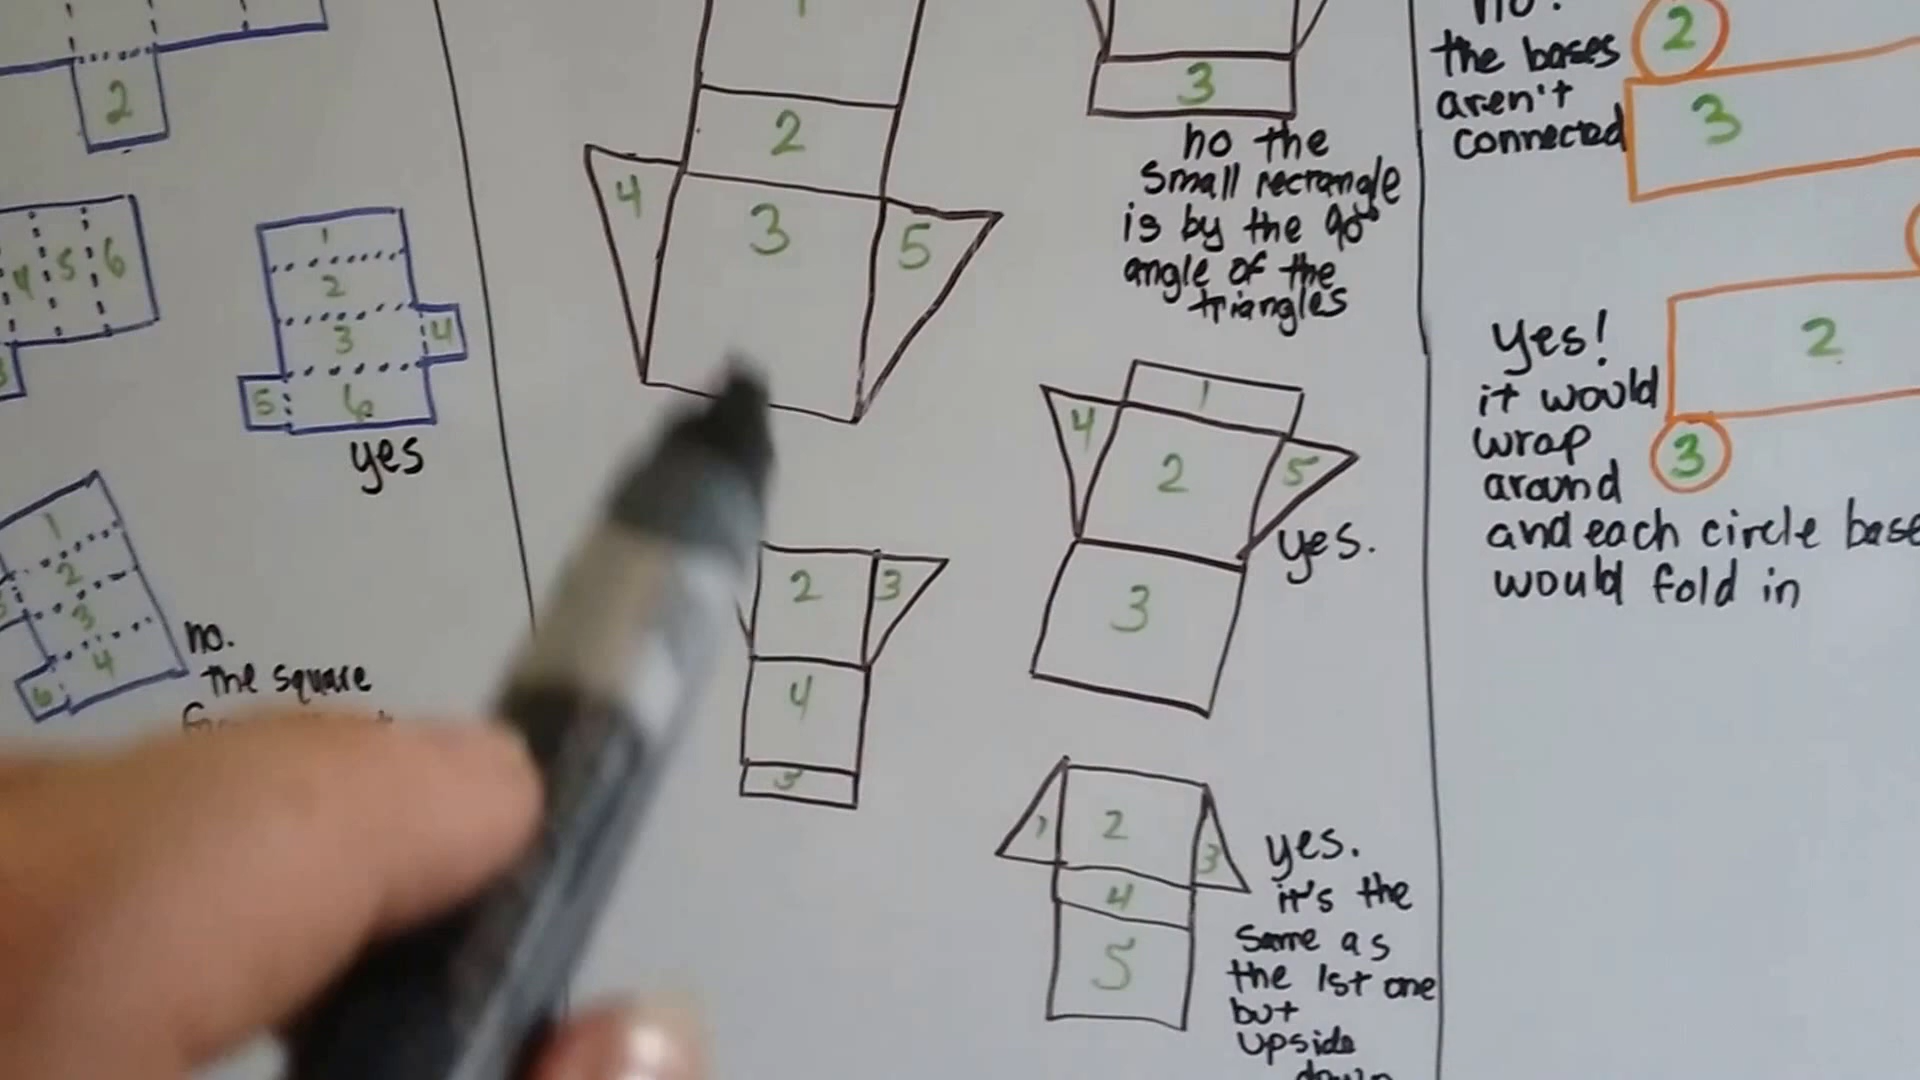 2
4 5 6
1
2
3 4
5 6
yes
1
2
3
4
6
no.
the square
1
2
4 3 5
2 3
4
3
3
no the
small rectangle
is by the 90°
angle of the
triangles
1
4 2 5
yes.
3
1 2 3
4
5
yes.
it's the
same as
the 1st one
but
upside
down
no.
the bases
aren't
connected
2
3
yes!
it would
wrap
around
and each circle base
would fold in
2
3